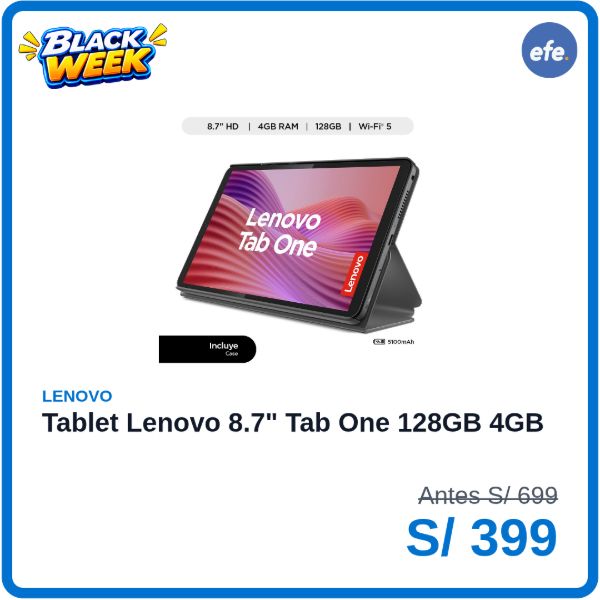 BLACK
WEEK
efe.
8.7" HD | 4GB RAM | 128GB | Wi-Fi® 5
Lenovo
Tab One
Lenovo
Incluye
Case
5100mAh
LENOVO
Tablet Lenovo 8.7" Tab One 128GB 4GB
Antes S/ 699
S/ 399